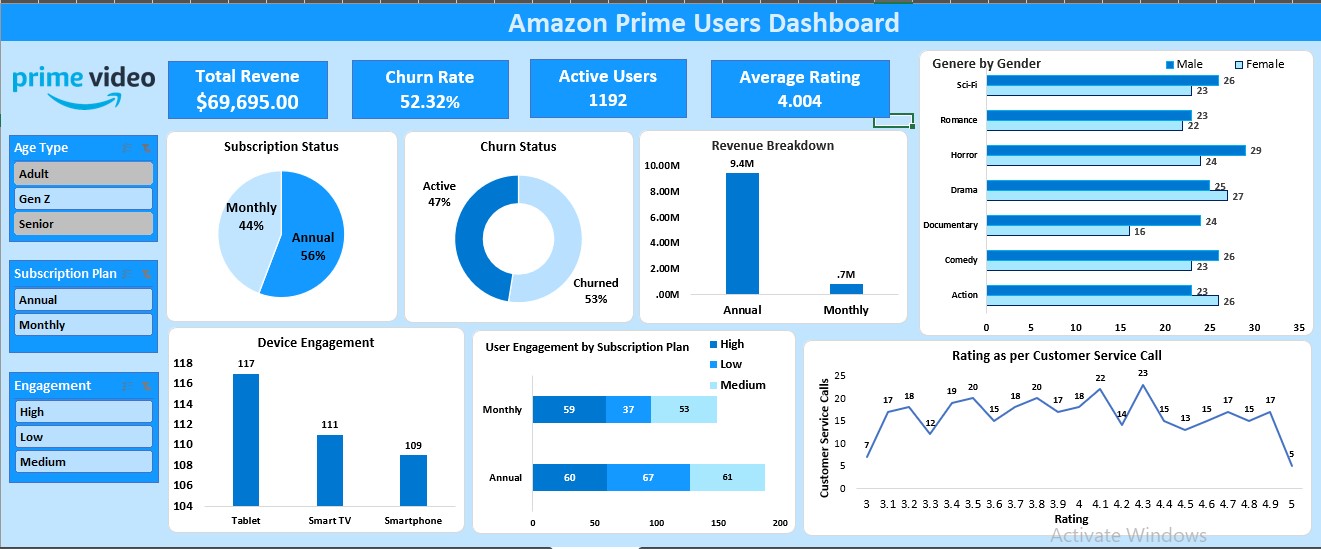 Amazon Prime Users Dashboard
prime video
Total Revene
$69,695.00
Churn Rate
52.32%
Active Users
1192
Average Rating
4.004
Age Type
Adult
Gen Z
Senior
Subscription Plan
Annual
Monthly
Engagement
High
Low
Medium
Subscription Status
Monthly
44%
Annual
56%
Churn Status
Active
47%
Churned
53%
Revenue Breakdown
10.00M
8.00M
6.00M
4.00M
2.00M
.00M
9.4M
.7M
Annual
Monthly
Genere by Gender
Male
Female
Sci-Fi
26
23
Romance
23
22
Horror
29
24
Drama
25
27
Documentary
24
16
Comedy
26
23
Action
23
26
0 5 10 15 20 25 30 35
Device Engagement
118
116
114
112
110
108
106
104
117
111
109
Tablet
Smart TV
Smartphone
User Engagement by Subscription Plan
High
Low
Medium
Monthly
59 37 53
Annual
60 67 61
0 50 100 150 200
Rating as per Customer Service Call
Customer Service Calls
25
20
15
10
5
0
7 17 18 12 19 20 15 18 20 17 18 22 14 23 15 13 15 17 15 17 5
3 3.1 3.2 3.3 3.4 3.5 3.6 3.7 3.8 3.9 4 4.1 4.2 4.3 4.4 4.5 4.6 4.7 4.8 4.9 5
Rating
Activate Windows